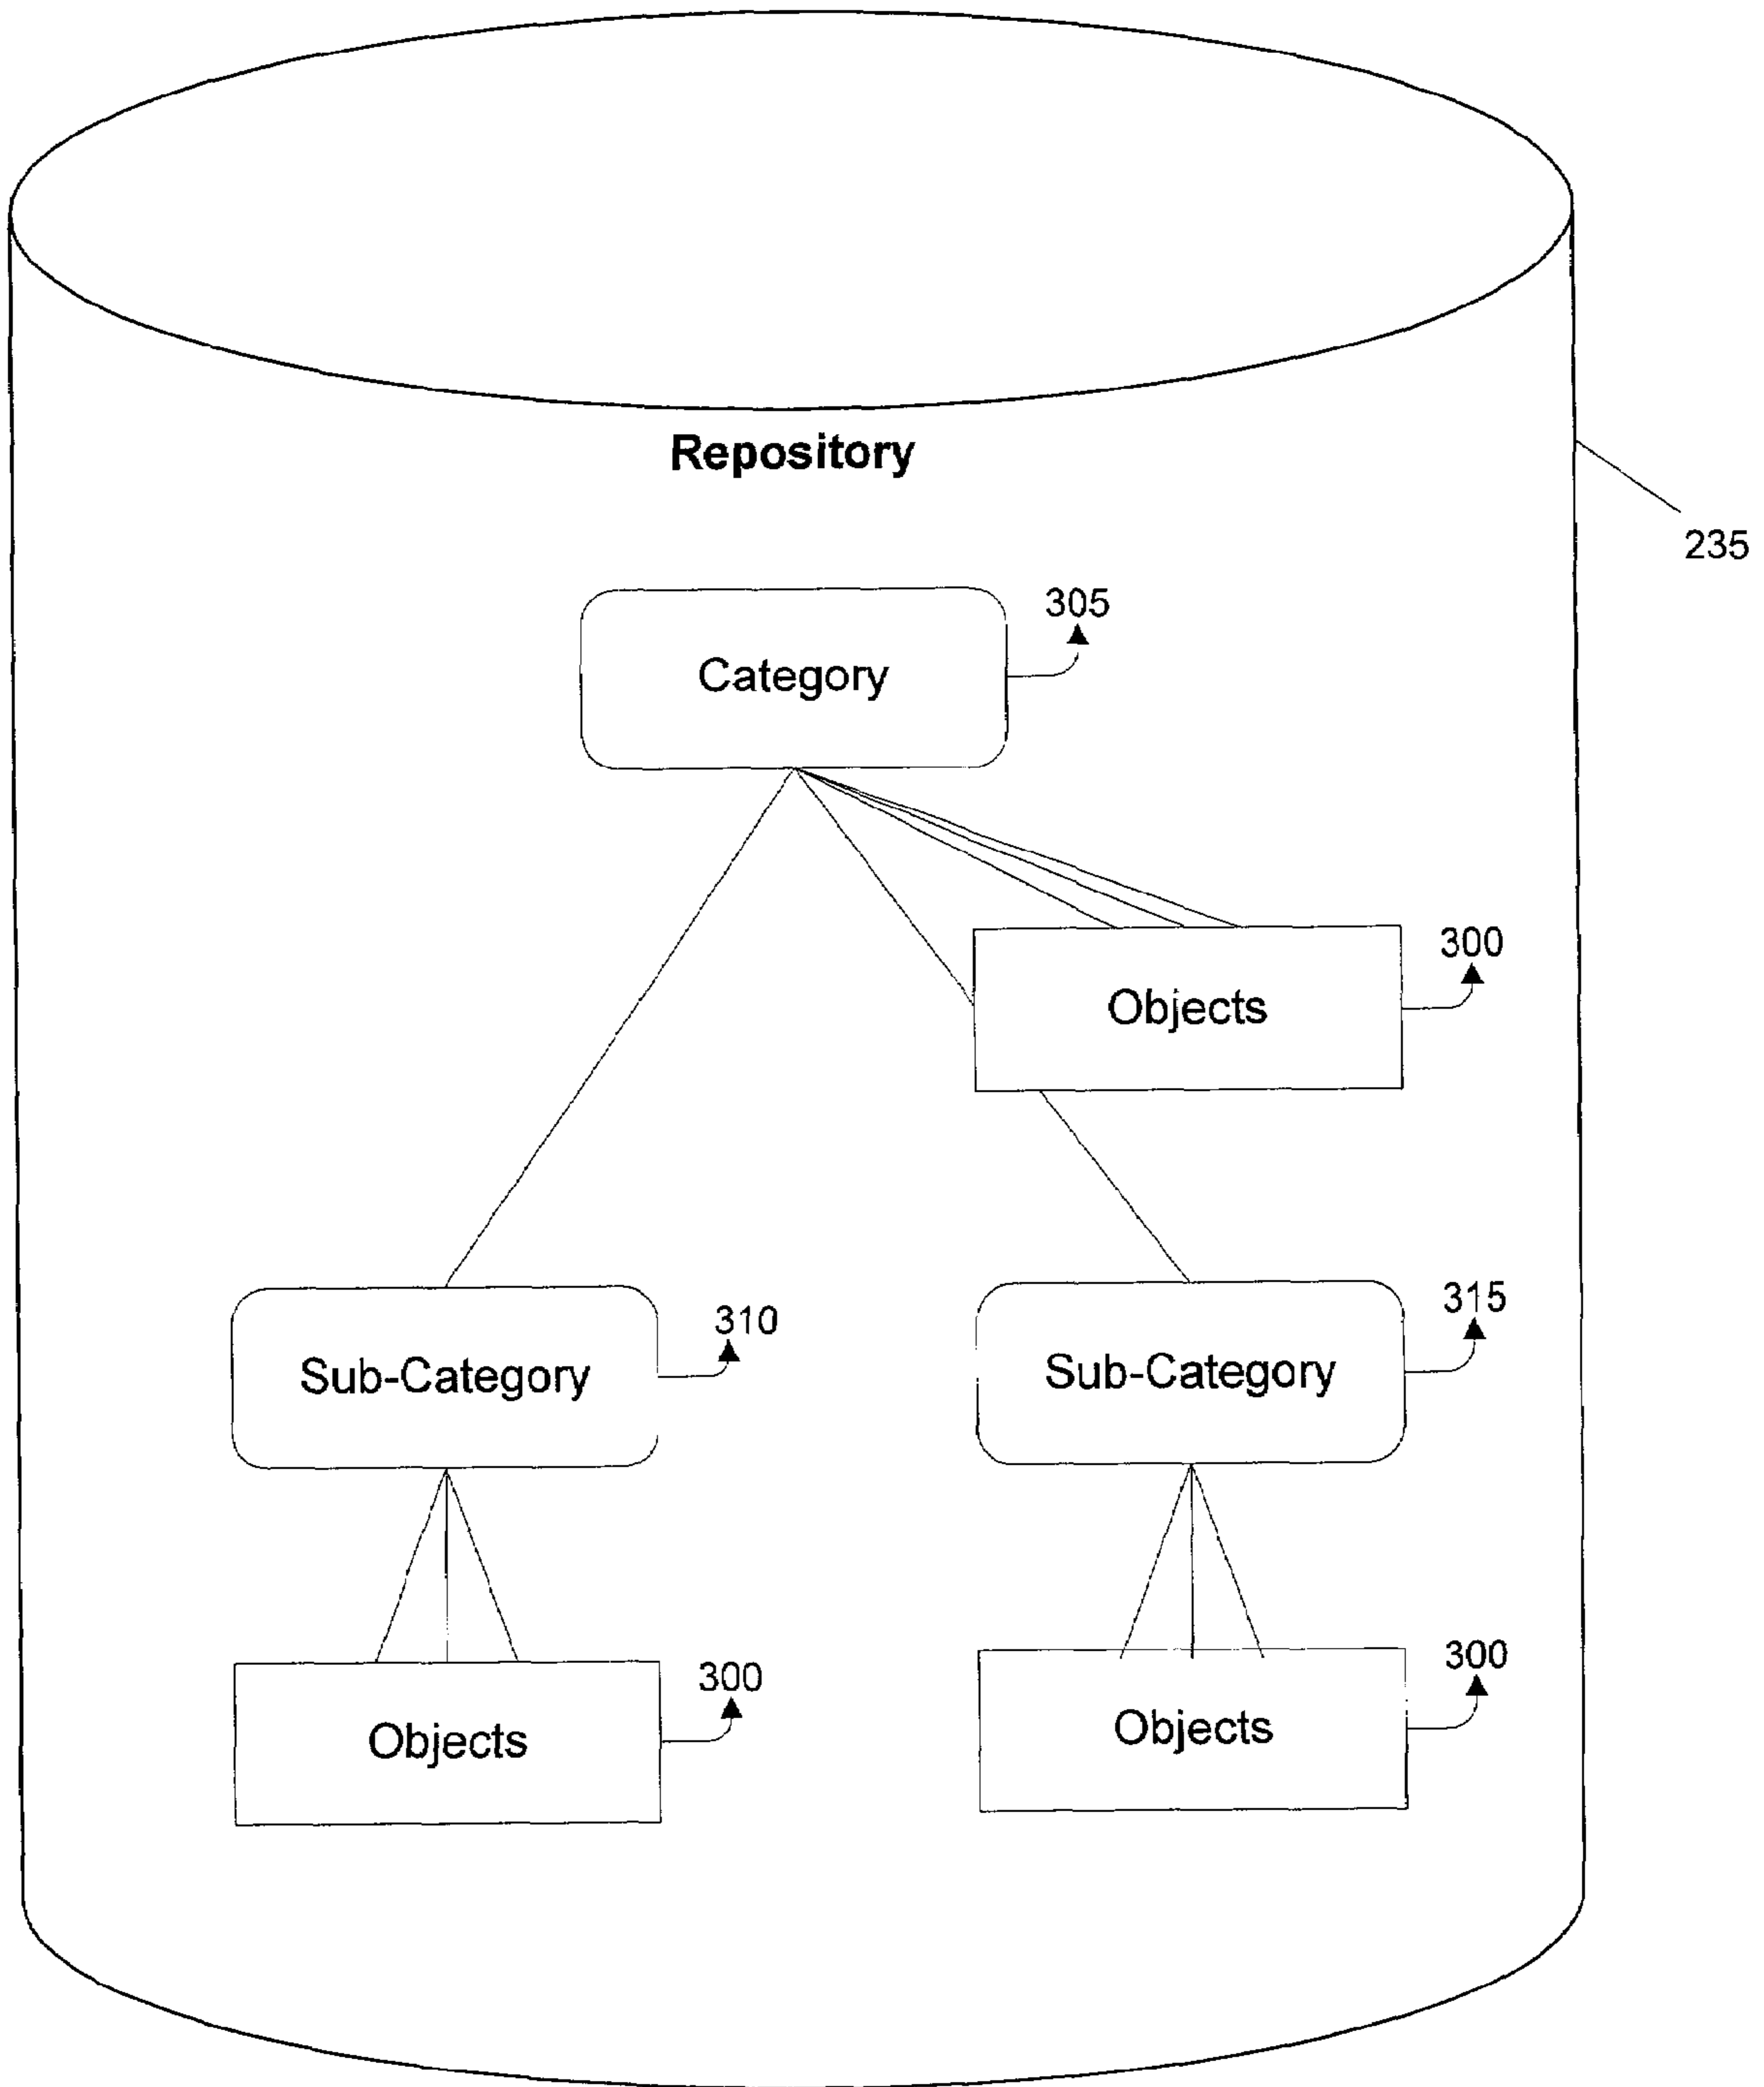 Repository
235
305
Category
300
Objects
310
Sub-Category
315
Sub-Category
300
Objects
300
Objects